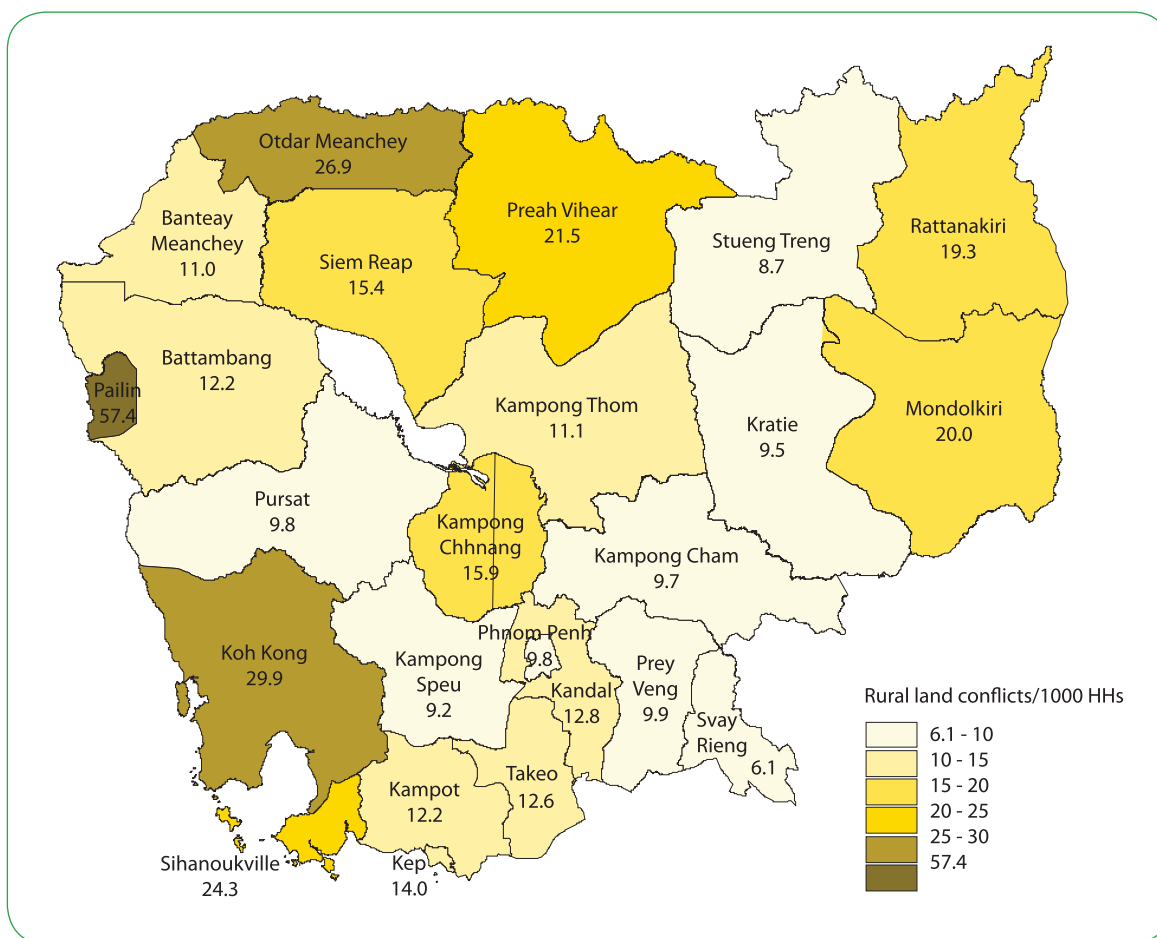 Otdar Meanchey
26.9
Preah Vihear
21.5
Banteay
Meanchey
11.0
Siem Reap
15.4
Stueng Treng
8.7
Rattanakiri
19.3
Battambang
12.2
Pailin
57.4
Kampong Thom
11.1
Kratie
9.5
Mondolkiri
20.0
Pursat
9.8
Kampong
Chhnang
15.9
Kampong Cham
9.7
Koh Kong
29.9
Kampong
Speu
9.2
Phnom Penh
9.8
Kandal
12.8
Prey
Veng
9.9
Svay
Rieng
6.1
Kampot
12.2
Takeo
12.6
Sihanoukville
24.3
Kep
14.0
Rural land conflicts/1000 HHs
6.1 - 10
10 - 15
15 - 20
20 - 25
25 - 30
57.4